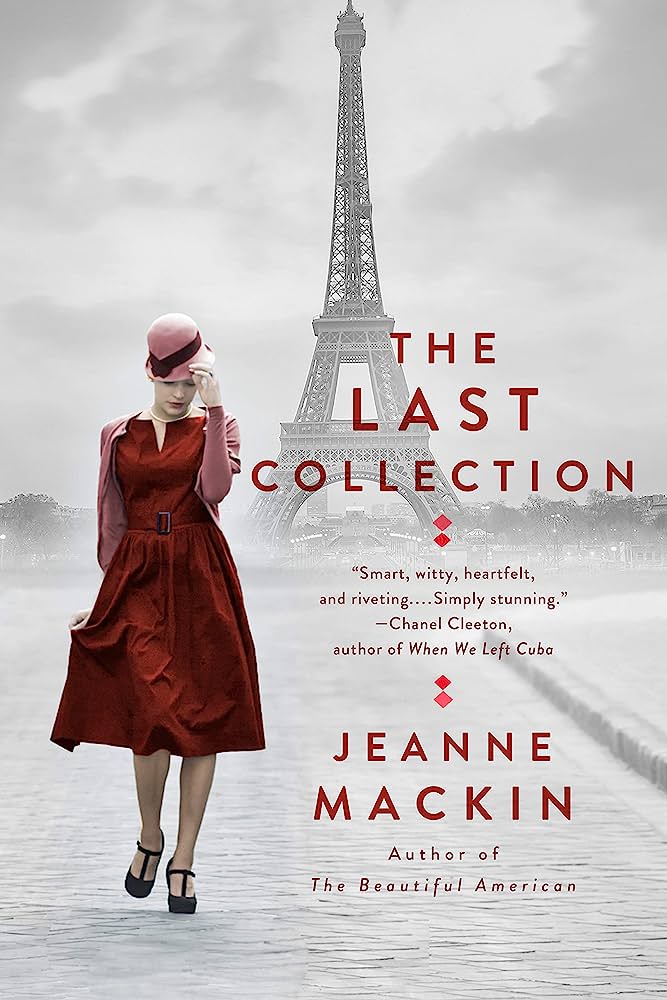 THE
LAST
COLLECTION
“Smart, witty, heartfelt,
and riveting....Simply stunning.”
—Chanel Cleeton,
author of When We Left Cuba
JEANNE
MACKIN
Author of
The Beautiful American